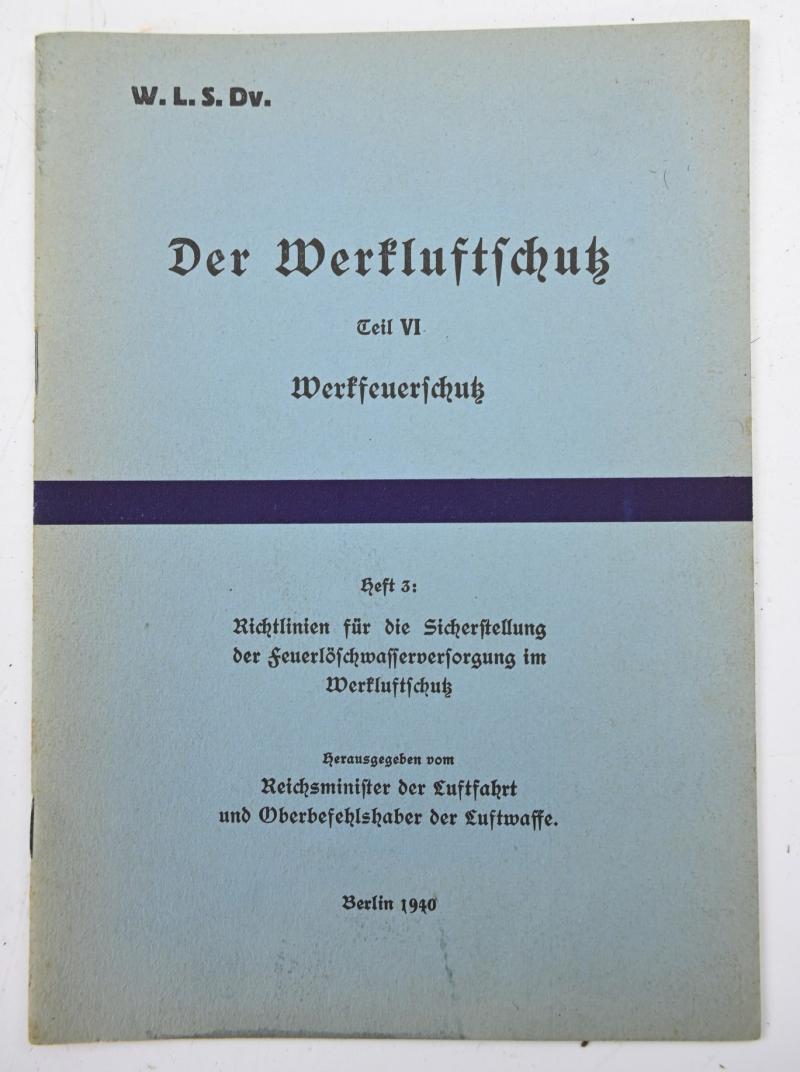 W. L. S. Dv.
Der Werkluftschutz
Teil VI
Werkfeuerschutz
Heft 3:
Richtlinien für die Sicherstellung
der Feuerlöschwasserversorgung im
Werkluftschutz
Herausgegeben vom
Reichsminister der Luftfahrt
und Oberbefehlshaber der Luftwaffe.
Berlin 1940